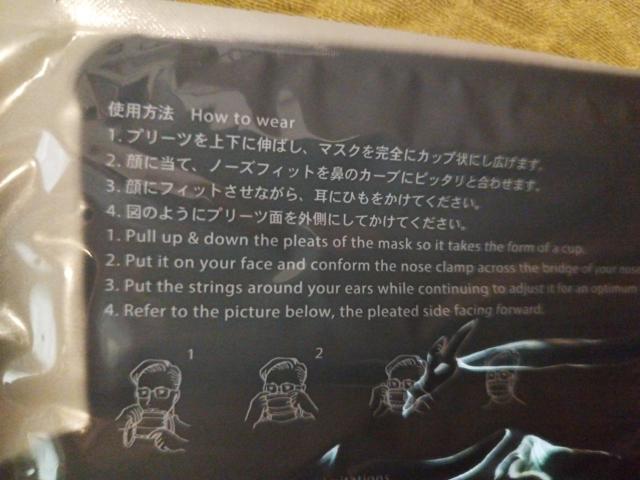 使用方法 How to wear
1. プリーツを上下に伸ばし、マスクを完全にカップ状にし広げます。
2. 顔に当て、ノーズフィットを鼻のカーブにピッタリと合わせます。
3. 顔にフィットさせながら、耳にひもをかけてください。
4. 図のようにプリーツ面を外側にしてかけてください。
1. Pull up & down the pleats of the mask so it takes the form of a cup.
2. Put it on your face and conform the nose clamp across the bridge of your nose
3. Put the strings around your ears while continuing to adjust it for an optimum
4. Refer to the picture below, the pleated side facing forward.
1 2